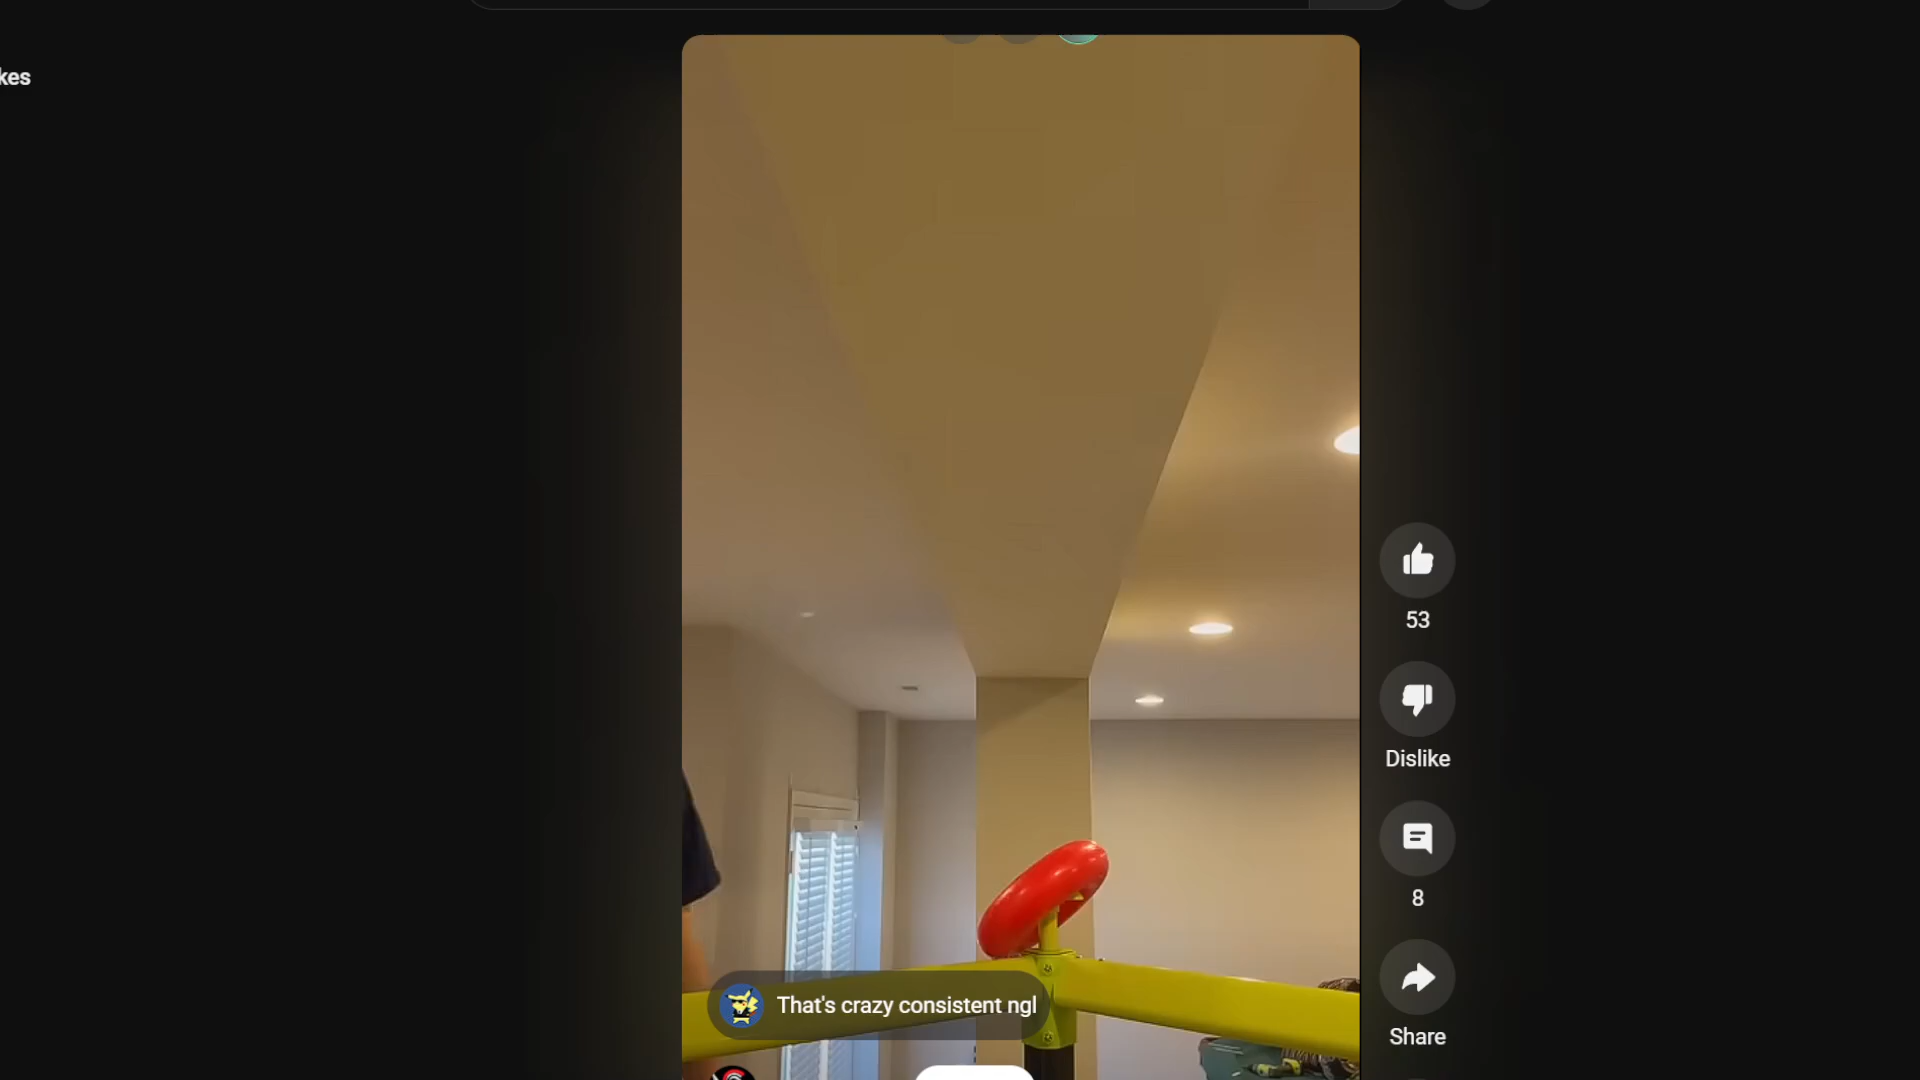 kes
53
Dislike
8
That's crazy consistent ngl
Share